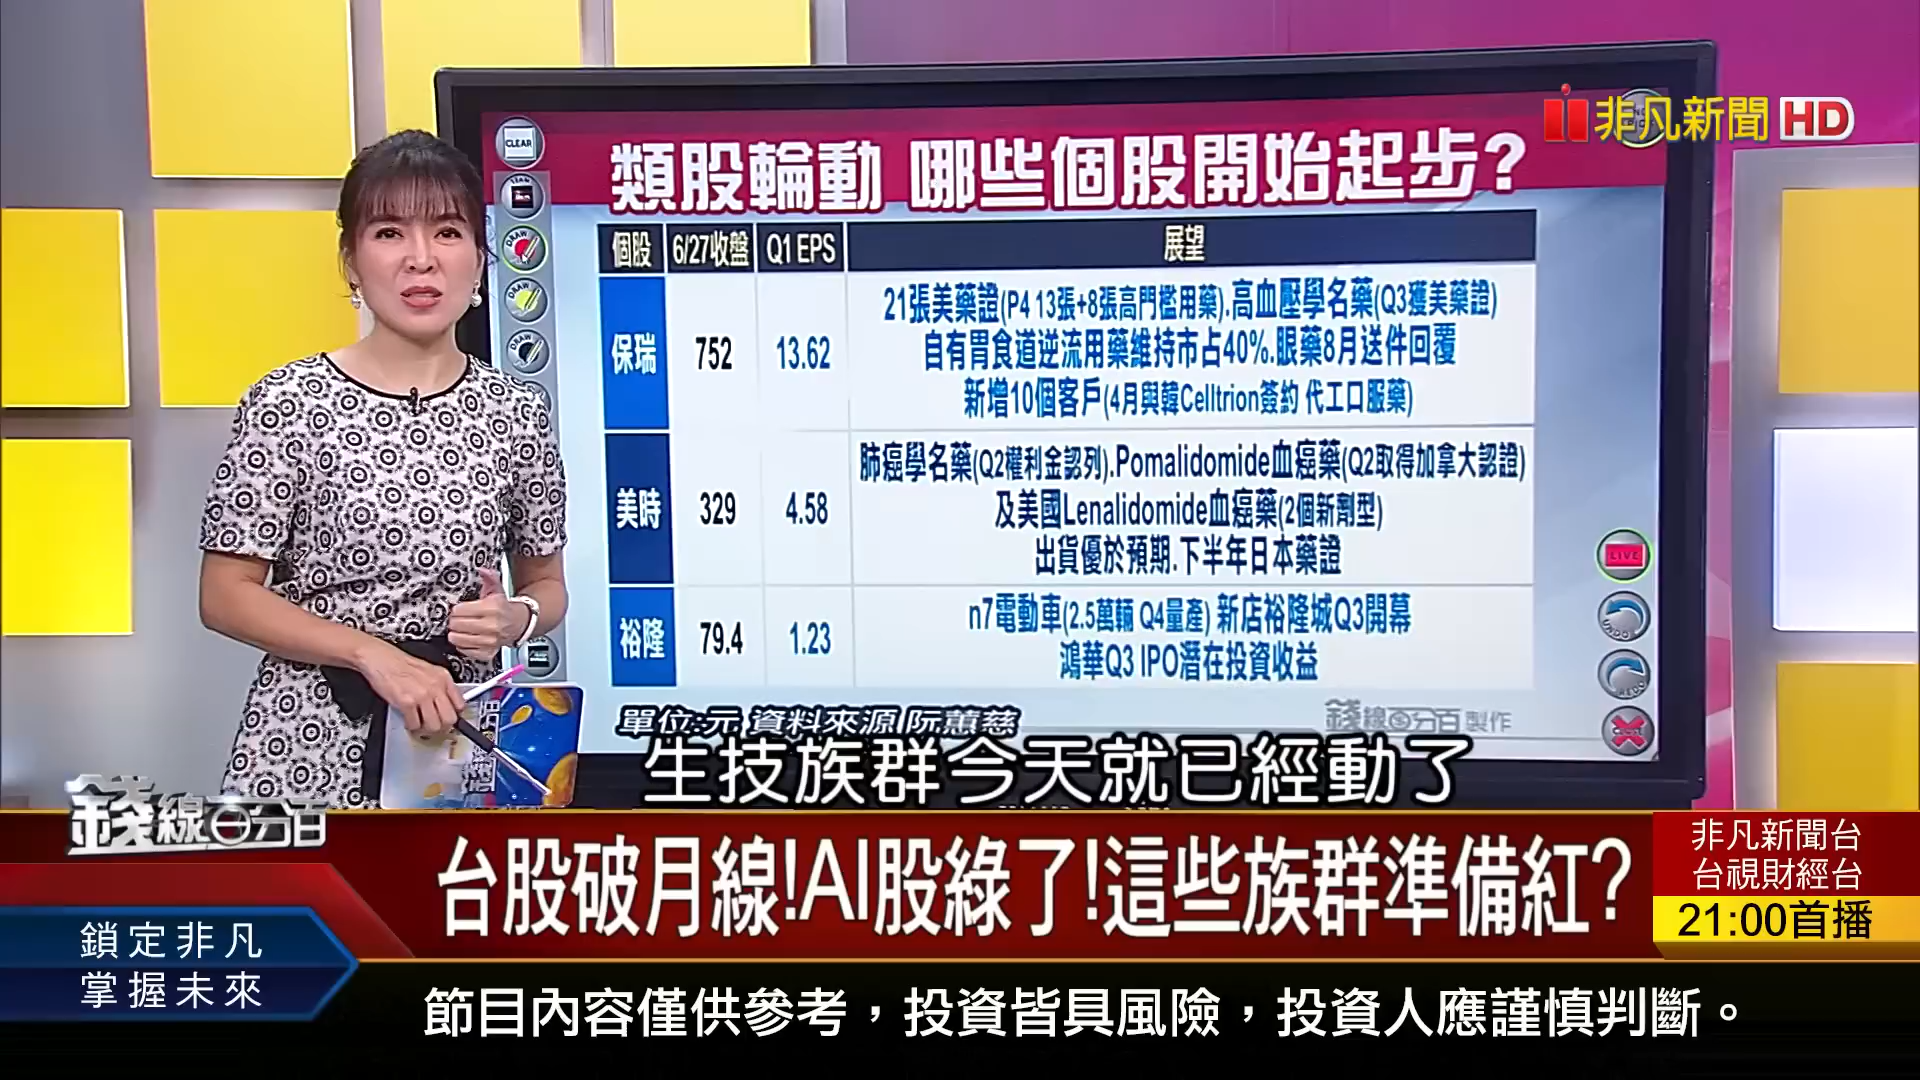 非凡新聞 HD
類股輪動 哪些個股開始起步?
個股 6/27收盤 Q1 EPS 展望
保瑞 752 13.62
21張美藥證(P4 13張+8張高門檻用藥).高血壓學名藥(Q3獲美藥證)
自有胃食道逆流用藥維持市占40%.眼藥8月送件回覆
新增10個客戶(4月與韓Celltrion簽約 代工口服藥)
美時 329 4.58
肺癌學名藥(Q2權利金認列).Pomalidomide血癌藥(Q2取得加拿大認證)
及美國Lenalidomide血癌藥(2個新劑型)
出貨優於預期.下半年日本藥證
裕隆 79.4 1.23
n7電動車(2.5萬輛 Q4量產) 新店裕隆城Q3開幕
鴻華Q3 IPO潛在投資收益
單位:元 資料來源 阮蕙慈
錢線百分百 製作
CLEAR
DRAW
DRAW
DRAW
LIVE
UNDO
REDO
CLOSE
生技族群今天就已經動了
錢線百分百
台股破月線!AI股綠了!這些族群準備紅?
非凡新聞台
台視財經台
21:00首播
鎖定非凡
掌握未來
節目內容僅供參考，投資皆具風險，投資人應謹慎判斷。